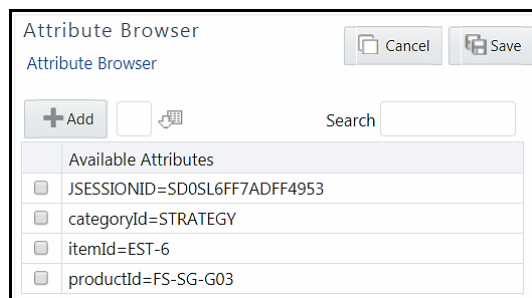 Attribute Browser
Cancel
Save
Attribute Browser
Add
Search
Available Attributes
JSESSIONID=SD0SL6FF7ADFF4953
categoryId=STRATEGY
itemId=EST-6
productId=FS-SG-G03